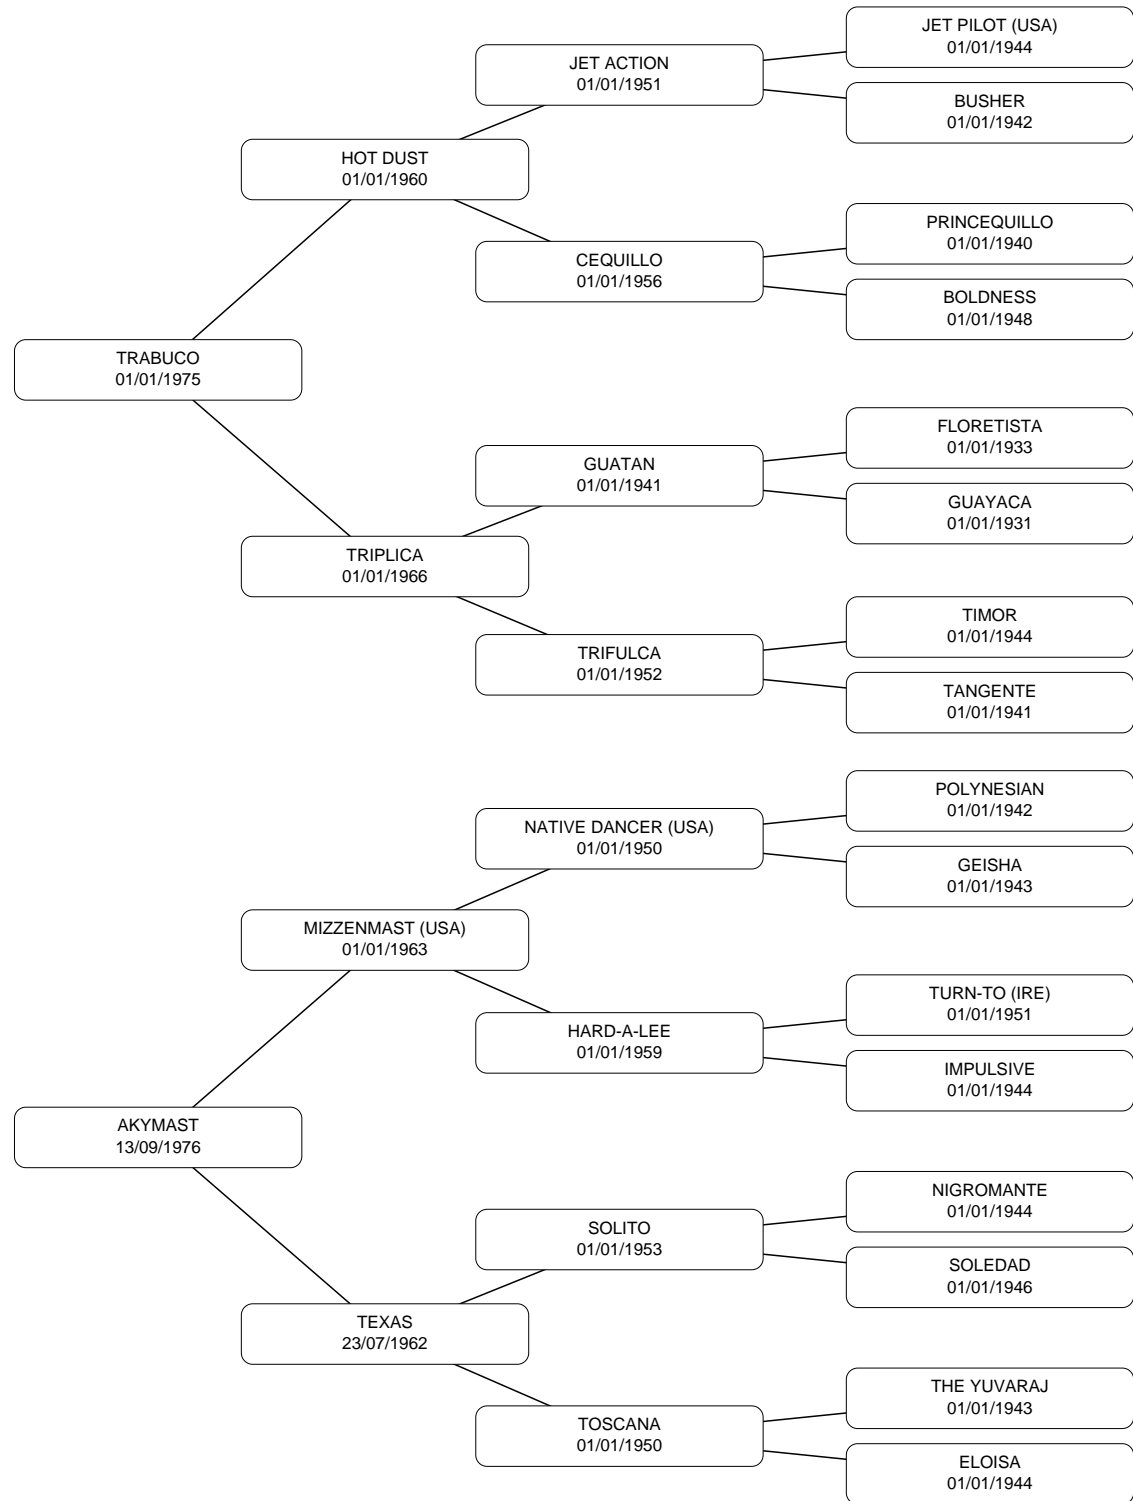 JET PILOT (USA)
01/01/1944
JET ACTION
01/01/1951
BUSHER
01/01/1942
HOT DUST
01/01/1960
PRINCEQUILLO
01/01/1940
CEQUILLO
01/01/1956
BOLDNESS
01/01/1948
TRABUCO
01/01/1975
FLORETISTA
01/01/1933
GUATAN
01/01/1941
GUAYACA
01/01/1931
TRIPLICA
01/01/1966
TIMOR
01/01/1944
TRIFULCA
01/01/1952
TANGENTE
01/01/1941
POLYNESIAN
01/01/1942
NATIVE DANCER (USA)
01/01/1950
GEISHA
01/01/1943
MIZZENMAST (USA)
01/01/1963
TURN-TO (IRE)
01/01/1951
HARD-A-LEE
01/01/1959
IMPULSIVE
01/01/1944
AKYMAST
13/09/1976
NIGROMANTE
01/01/1944
SOLITO
01/01/1953
SOLEDAD
01/01/1946
TEXAS
23/07/1962
THE YUVARAJ
01/01/1943
TOSCANA
01/01/1950
ELOISA
01/01/1944